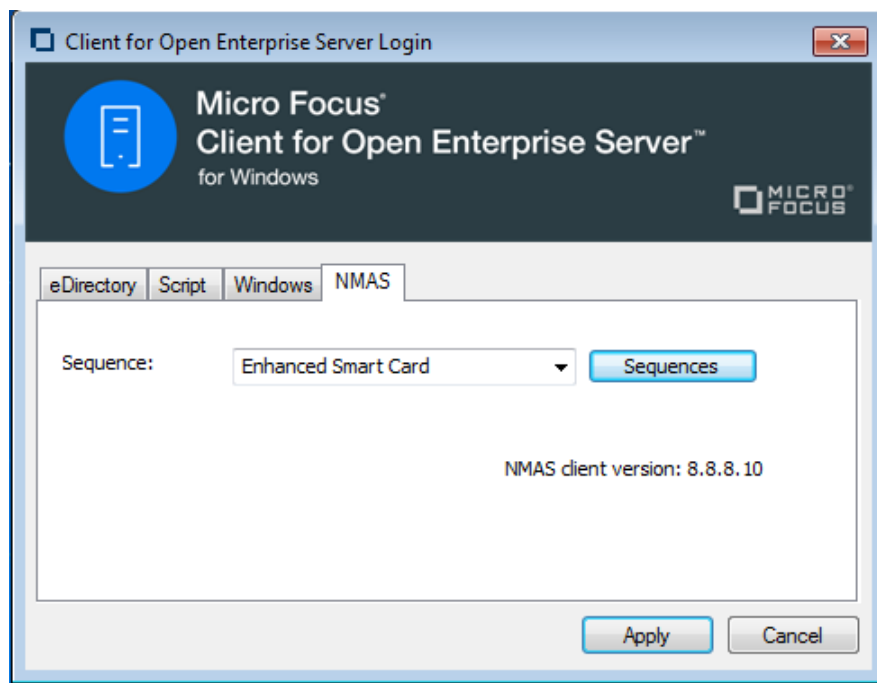 Client for Open Enterprise Server Login
Micro Focus®
Client for Open Enterprise Server™
for Windows
MICRO®
FOCUS
eDirectory Script Windows NMAS
Sequence: Enhanced Smart Card Sequences
NMAS client version: 8.8.8.10
Apply Cancel